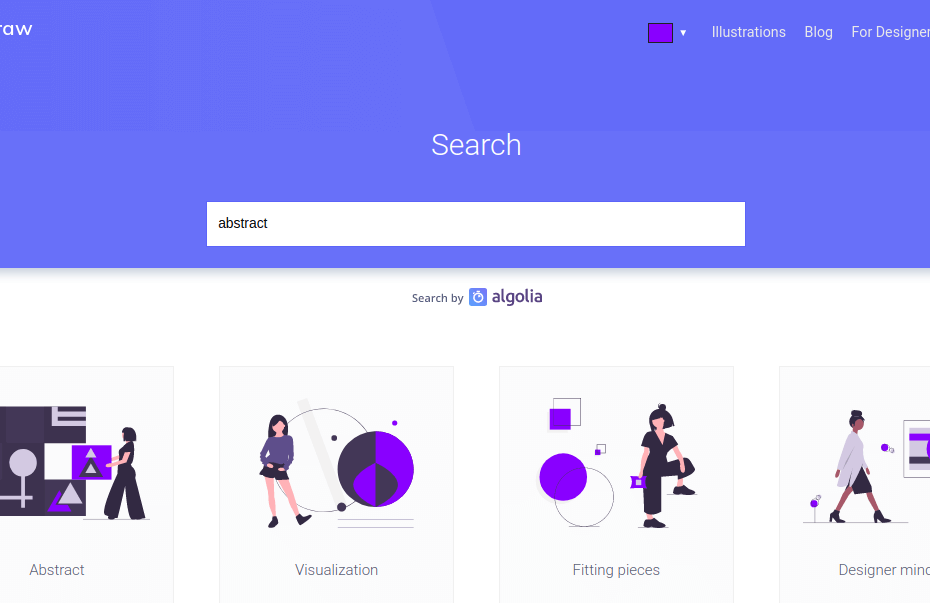 raw
Illustrations Blog For Designer
Search
abstract
Search by algolia
Abstract
Visualization
Fitting pieces
Designer mind